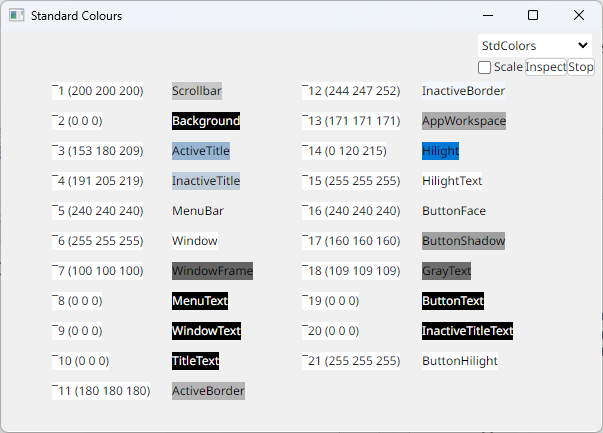 Standard Colours
StdColors
Scale Inspect Stop
¯1 (200 200 200) Scrollbar ¯12 (244 247 252) InactiveBorder
¯2 (0 0 0) Background ¯13 (171 171 171) AppWorkspace
¯3 (153 180 209) ActiveTitle ¯14 (0 120 215) Hilight
¯4 (191 205 219) InactiveTitle ¯15 (255 255 255) HilightText
¯5 (240 240 240) MenuBar ¯16 (240 240 240) ButtonFace
¯6 (255 255 255) Window ¯17 (160 160 160) ButtonShadow
¯7 (100 100 100) WindowFrame ¯18 (109 109 109) GrayText
¯8 (0 0 0) MenuText ¯19 (0 0 0) ButtonText
¯9 (0 0 0) WindowText ¯20 (0 0 0) InactiveTitleText
¯10 (0 0 0) TitleText ¯21 (255 255 255) ButtonHilight
¯11 (180 180 180) ActiveBorder